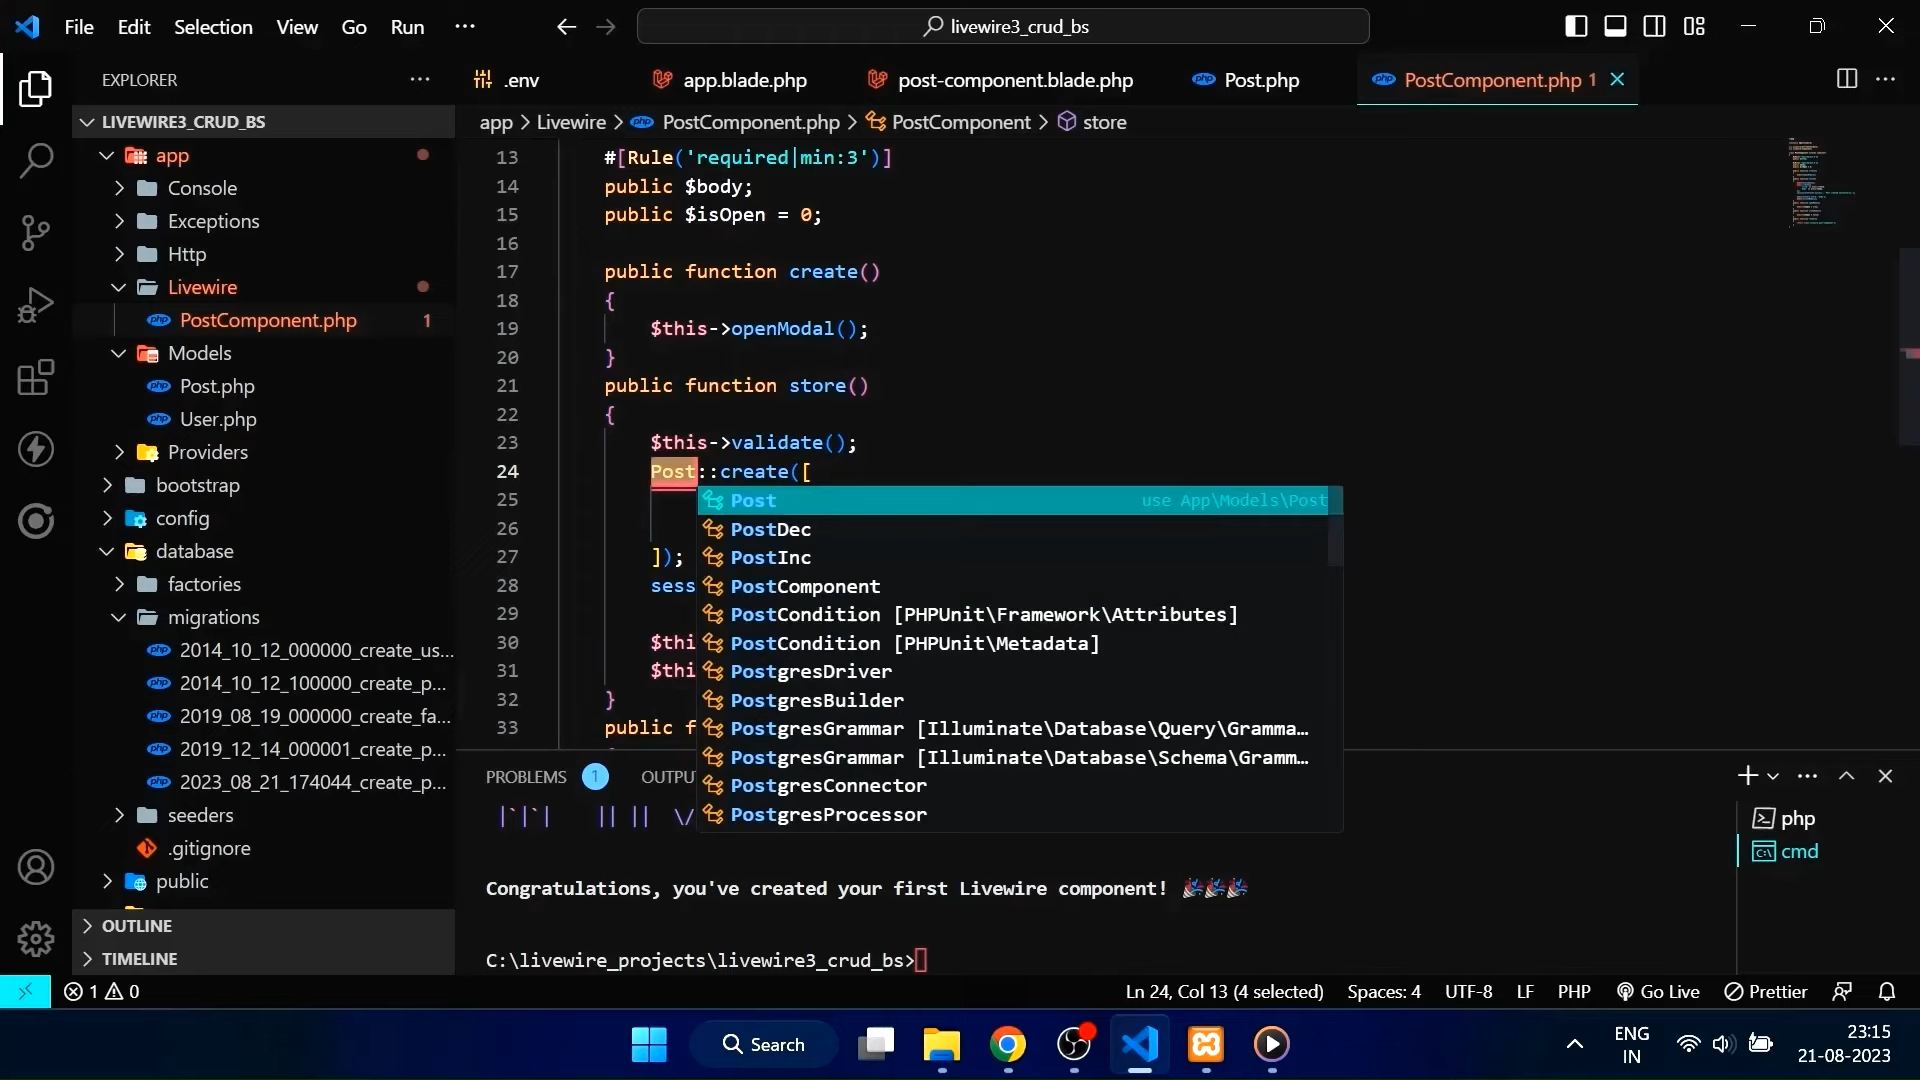 File Edit Selection View Go Run ···
livewire3_crud_bs
EXPLORER
.env
app.blade.php
post-component.blade.php
Post.php
PostComponent.php 1
app > Livewire > PostComponent.php > PostComponent > store
LIVEWIRE3_CRUD_BS
app
Console
Exceptions
Http
Livewire
PostComponent.php 1
Models
Post.php
User.php
Providers
bootstrap
config
database
factories
migrations
2014_10_12_000000_create_us...
2014_10_12_100000_create_p...
2019_08_19_000000_create_fa...
2019_12_14_000001_create_p...
2023_08_21_174044_create_p...
seeders
.gitignore
public
OUTLINE
TIMELINE
13 #[Rule('required|min:3')]
14 public $body;
15 public $isOpen = 0;
16
17 public function create()
18 {
19 $this->openModal();
20 }
21 public function store()
22 {
23 $this->validate();
24 Post::create([
25
26
27 ]);
28 sess
29
30 $thi
31 $thi
32 }
33 public f
Post use App\Models\Post
PostDec
PostInc
PostComponent
PostCondition [PHPUnit\Framework\Attributes]
PostCondition [PHPUnit\Metadata]
PostgresDriver
PostgresBuilder
PostgresGrammar [Illuminate\Database\Query\Gramma...
PostgresGrammar [Illuminate\Database\Schema\Gramm...
PostgresConnector
PostgresProcessor
PROBLEMS 1 OUTPU
|`|`| || || \/
Congratulations, you've created your first Livewire component! 🎉🎉🎉
C:\livewire_projects\livewire3_crud_bs>
php
cmd
1 0
Ln 24, Col 13 (4 selected) Spaces: 4 UTF-8 LF PHP Go Live Prettier
Search
ENG
IN
23:15
21-08-2023